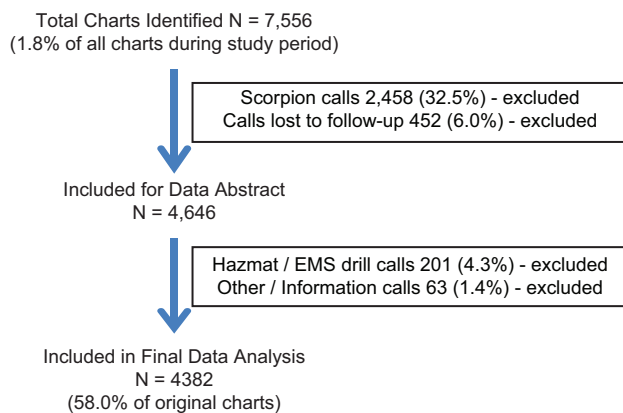 Total Charts Identified N = 7,556
(1.8% of all charts during study period)
Scorpion calls 2,458 (32.5%) - excluded
Calls lost to follow-up 452 (6.0%) - excluded
Included for Data Abstract
N = 4,646
Hazmat / EMS drill calls 201 (4.3%) - excluded
Other / Information calls 63 (1.4%) - excluded
Included in Final Data Analysis
N = 4382
(58.0% of original charts)